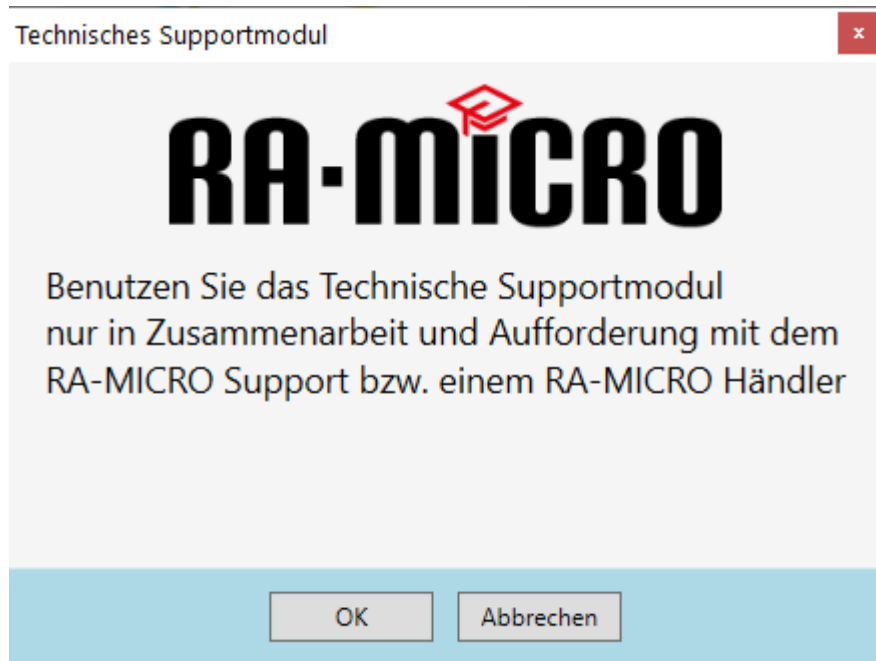 Technisches Supportmodul
x
RA-MICRO
Benutzen Sie das Technische Supportmodul
nur in Zusammenarbeit und Aufforderung mit dem
RA-MICRO Support bzw. einem RA-MICRO Händler
OK
Abbrechen